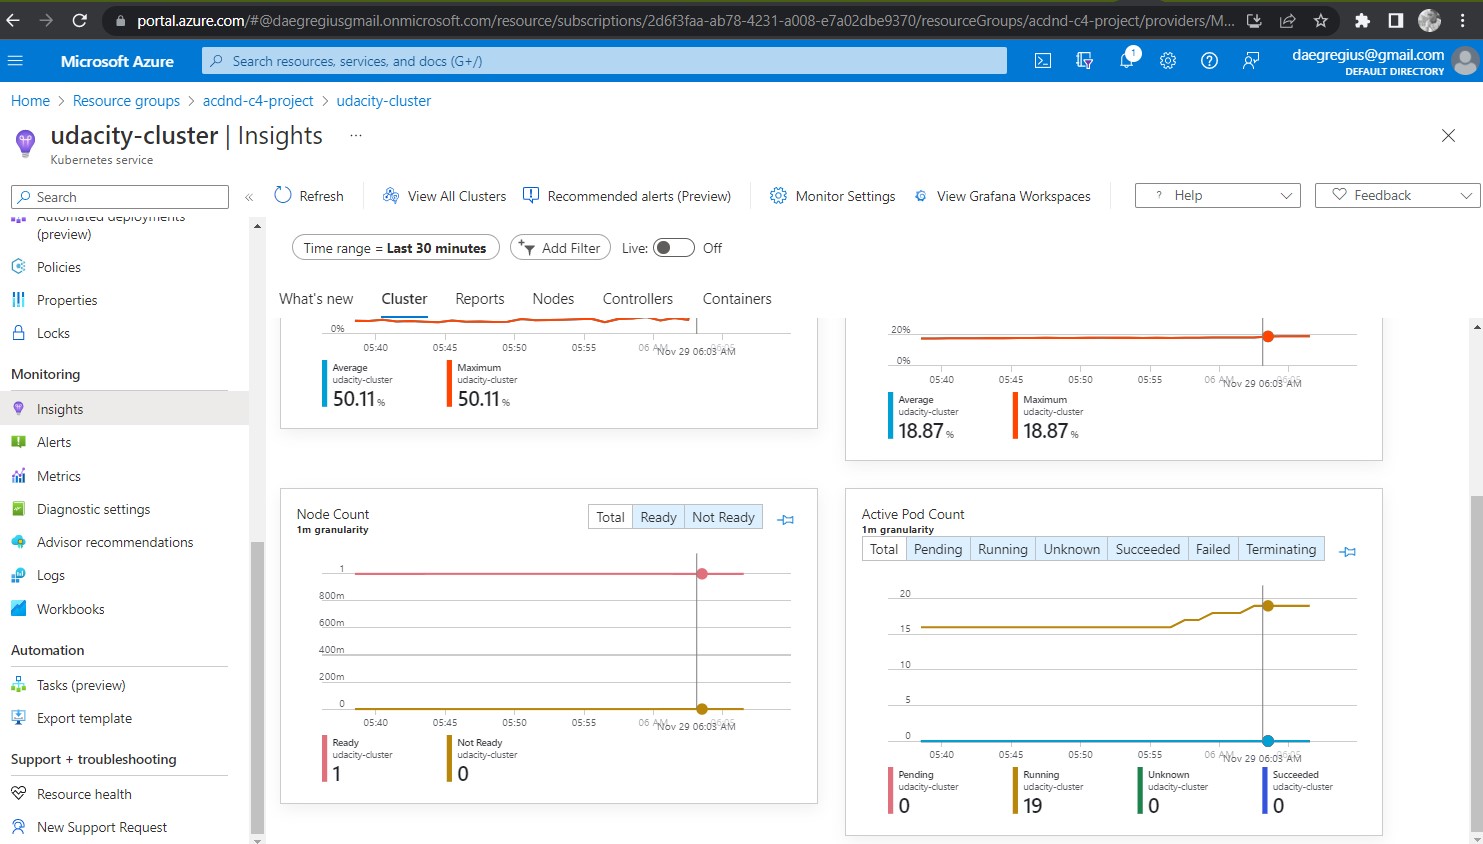 portal.azure.com/#@daegregiusgmail.onmicrosoft.com/resource/subscriptions/2d6f3faa-ab78-4231-a008-e7a02dbe9370/resourceGroups/acdnd-c4-project/providers/M...
Microsoft Azure
Search resources, services, and docs (G+/)
1
daegregius@gmail.com
DEFAULT DIRECTORY
Home > Resource groups > acdnd-c4-project > udacity-cluster
udacity-cluster | Insights ...
Kubernetes service
Search
«
Refresh
View All Clusters
Recommended alerts (Preview)
Monitor Settings
View Grafana Workspaces
? Help
Feedback
Automated deployments
(preview)
Policies
Properties
Locks
Monitoring
Insights
Alerts
Metrics
Diagnostic settings
Advisor recommendations
Logs
Workbooks
Automation
Tasks (preview)
Export template
Support + troubleshooting
Resource health
New Support Request
Time range = Last 30 minutes
Add Filter
Live: Off
What's new Cluster Reports Nodes Controllers Containers
0%
05:40 05:45 05:50 05:55 06 AM 06:05
Nov 29 06:03 AM
Average
udacity-cluster
50.11 %
Maximum
udacity-cluster
50.11 %
20%
0%
05:40 05:45 05:50 05:55 06 AM 06:05
Nov 29 06:03 AM
Average
udacity-cluster
18.87 %
Maximum
udacity-cluster
18.87 %
Node Count
1m granularity
Total Ready Not Ready
1
800m
600m
400m
200m
0
05:40 05:45 05:50 05:55 06 AM 06:05
Nov 29 06:03 AM
Ready
udacity-cluster
1
Not Ready
udacity-cluster
0
Active Pod Count
1m granularity
Total Pending Running Unknown Succeeded Failed Terminating
20
15
10
5
0
05:40 05:45 05:50 05:55 06 AM 06:05
Nov 29 06:03 AM
Pending
udacity-cluster
0
Running
udacity-cluster
19
Unknown
udacity-cluster
0
Succeeded
udacity-cluster
0